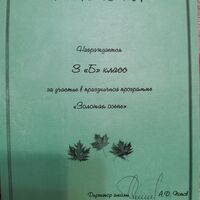 Награждается
3 «Б» класс
за участие в праздничной программе
«Золотая осень»
Директор школы А.Ф.